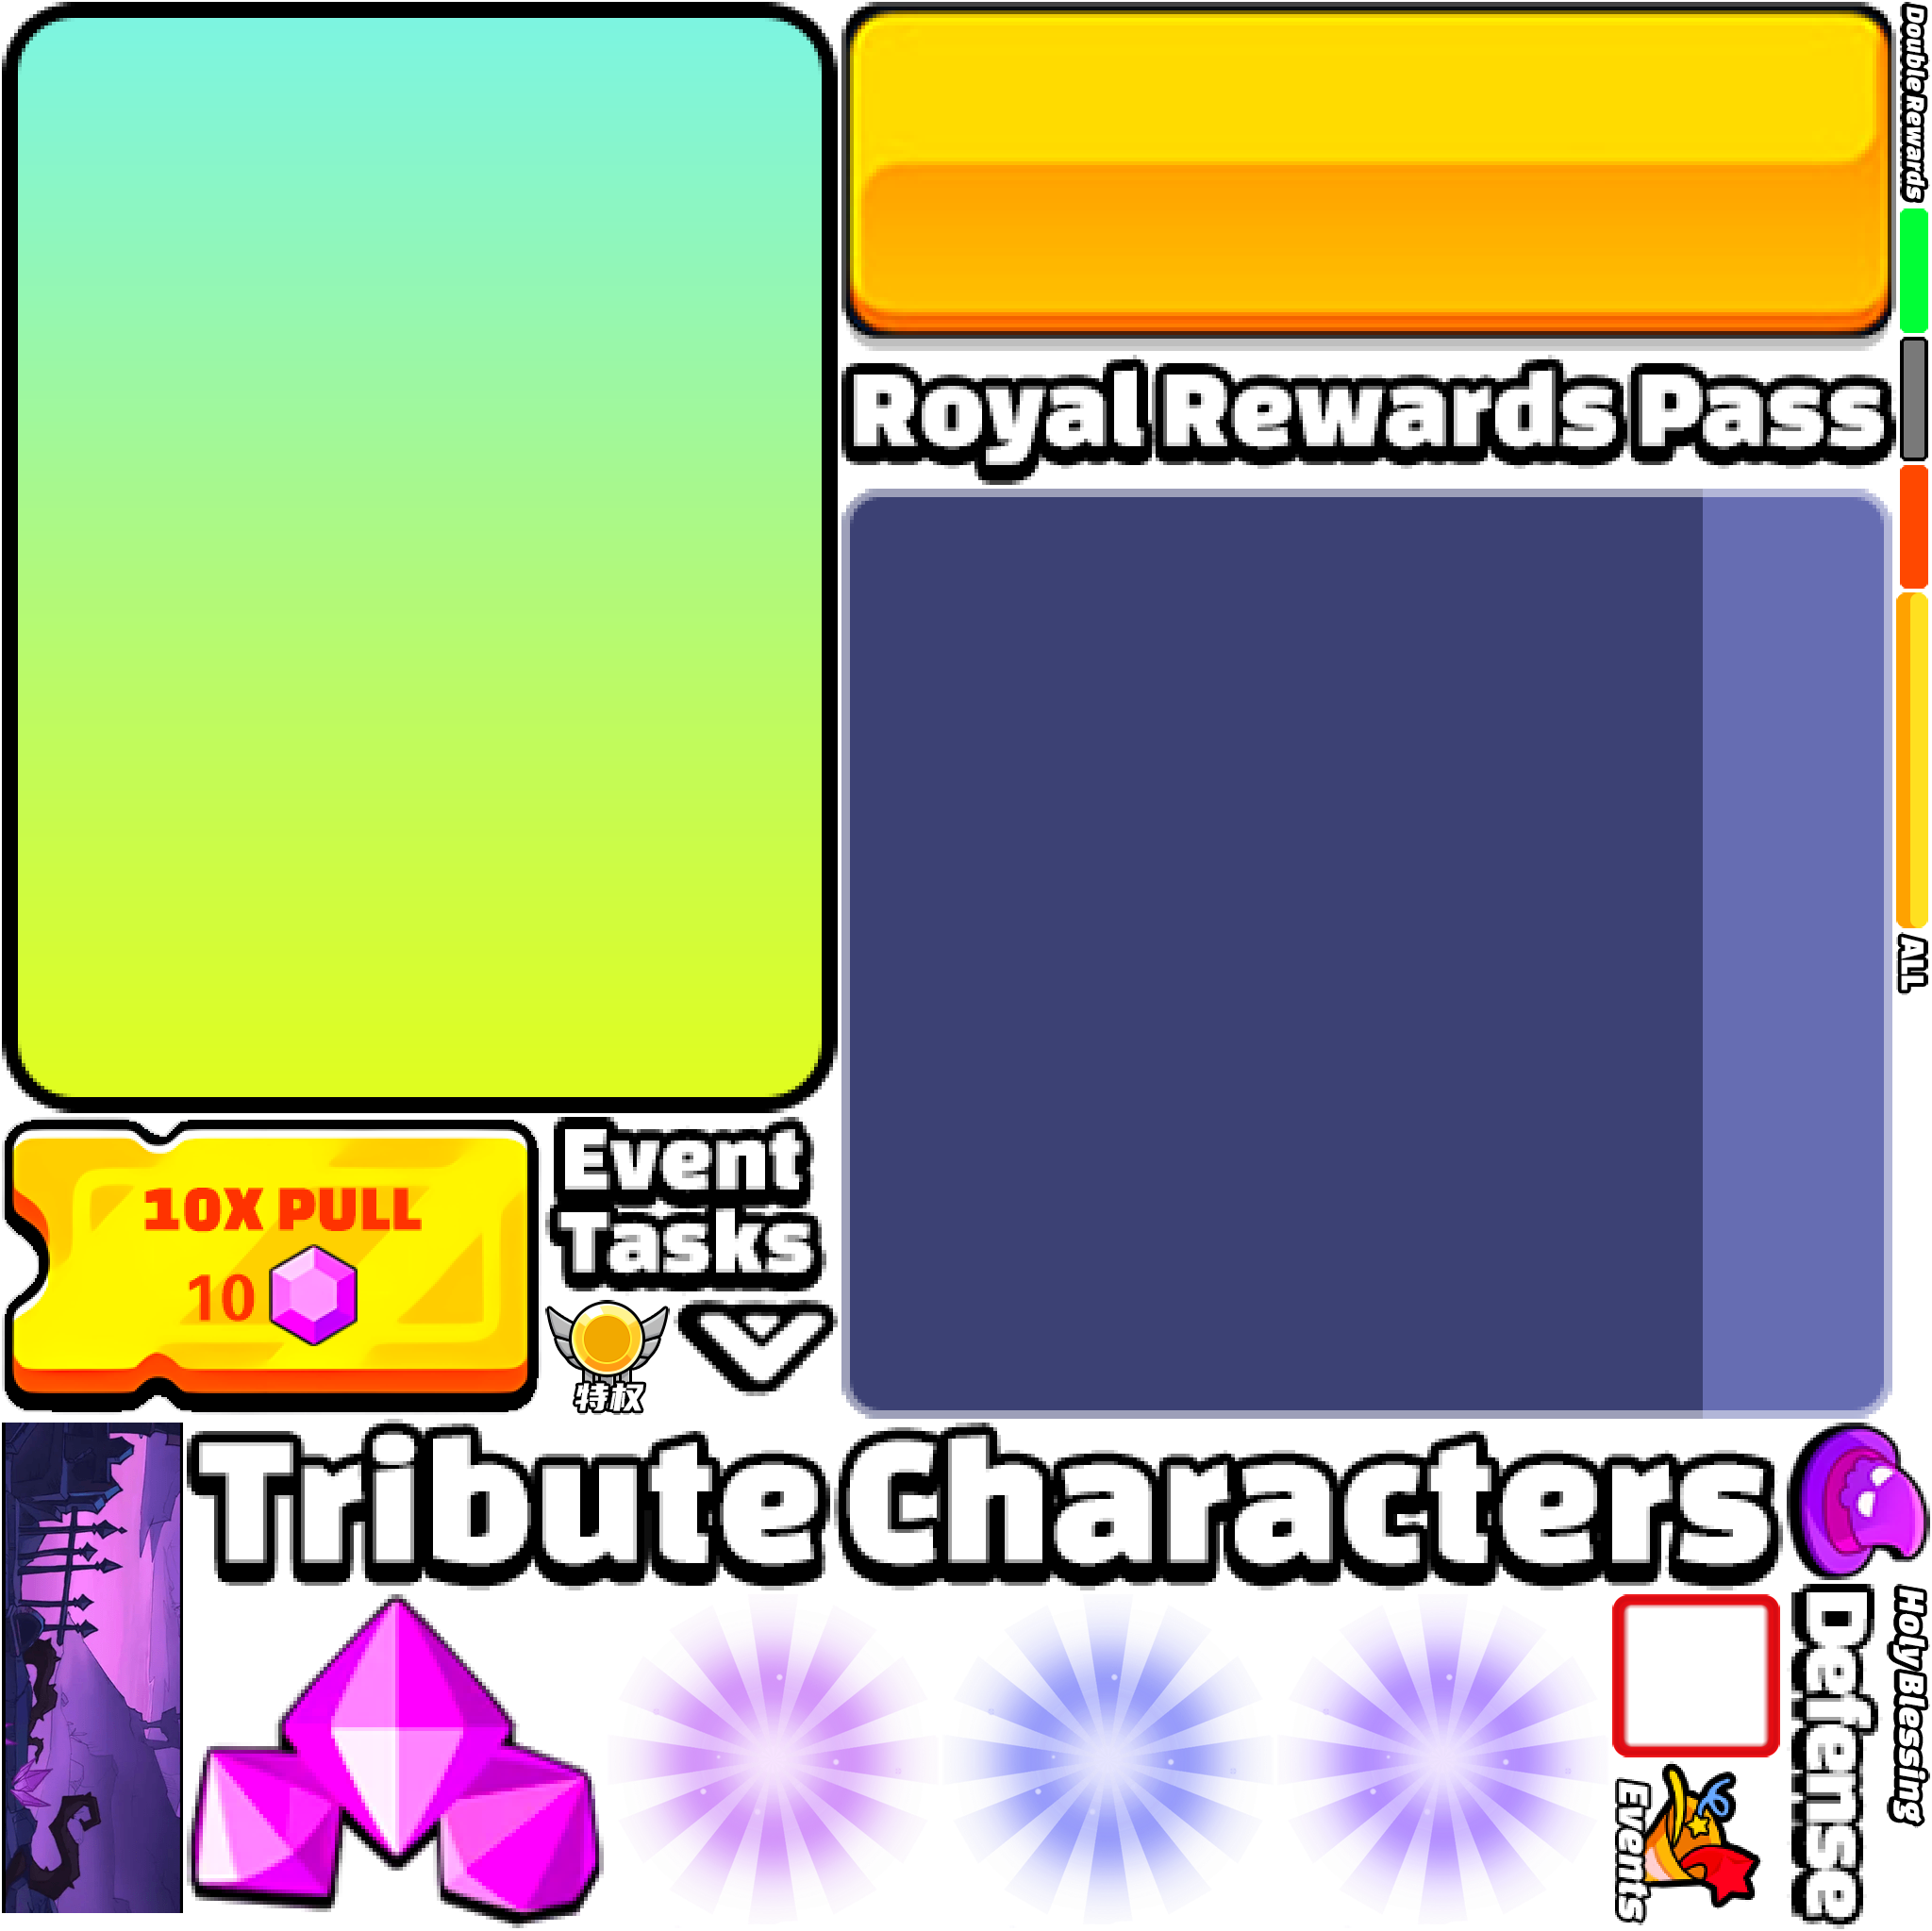 Double Rewards
Royal Rewards Pass
ALL
10X PULL
10
Event
Tasks
特权
Tribute Characters
Holy Blessing
Defense
Events